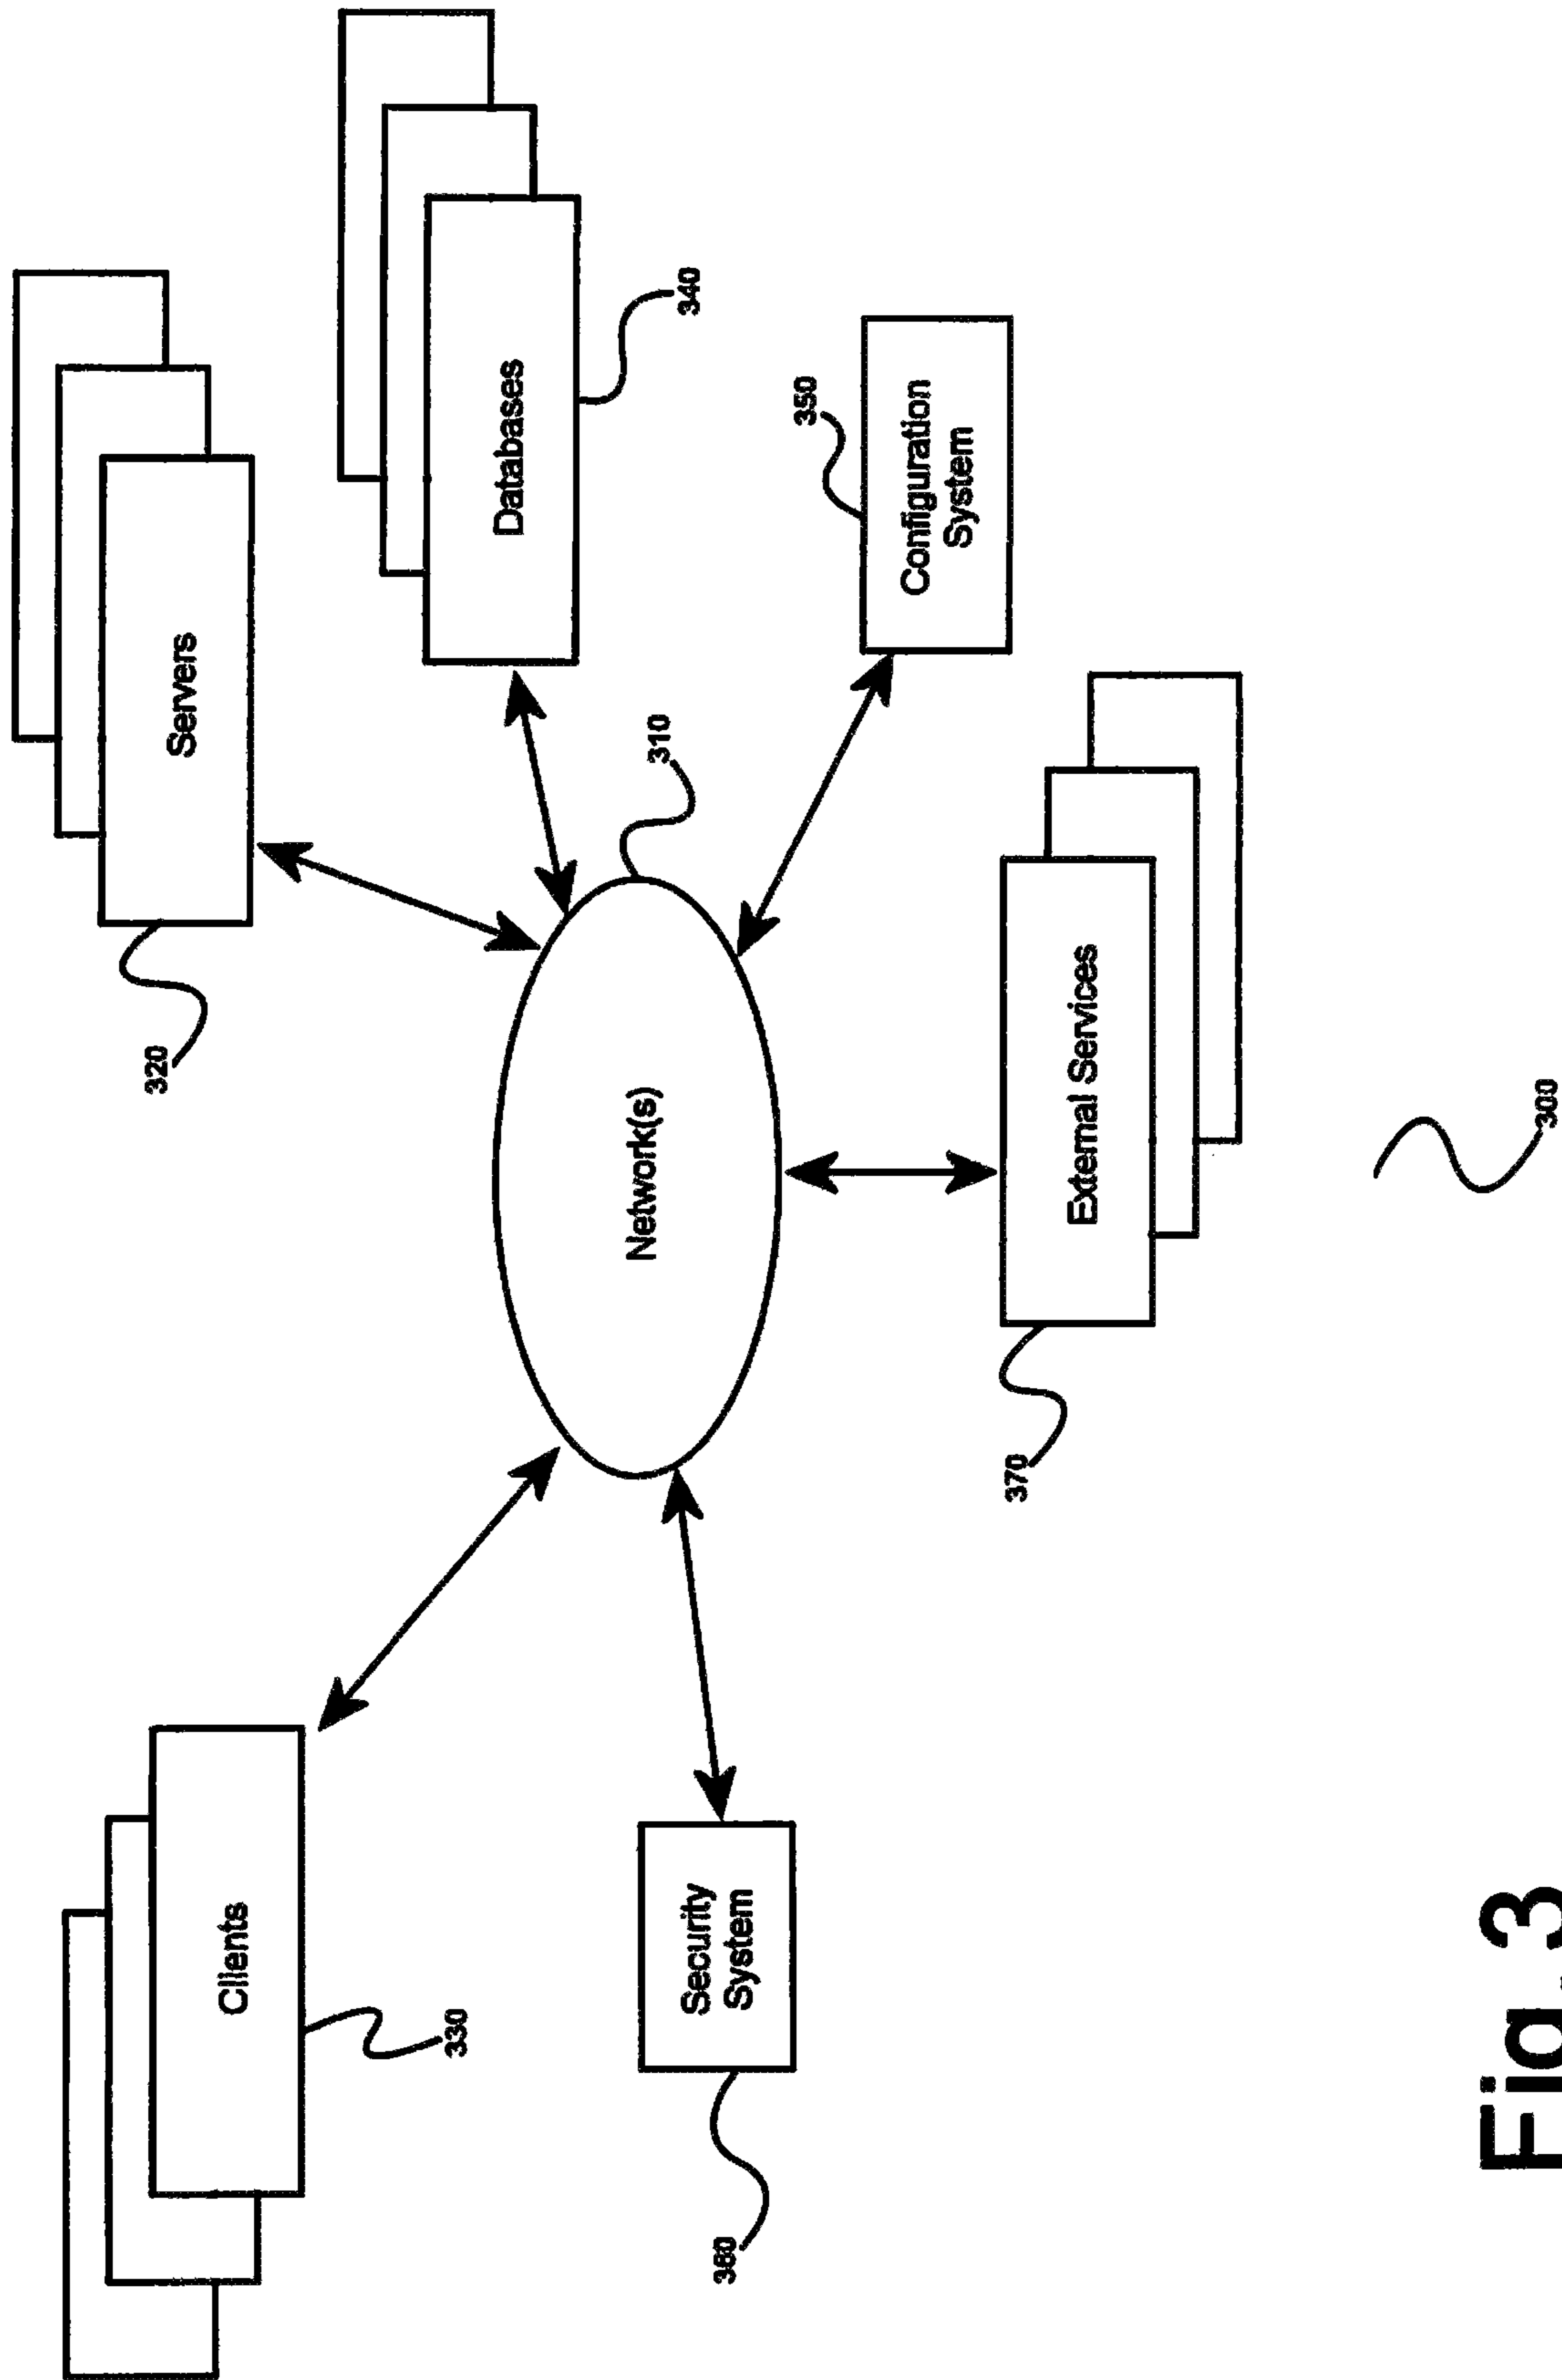 Servers
320
Clients
330
Databases
340
Network(s)
310
Security
System
360
Configuration
System
350
External Services
370
300
Fig. 3